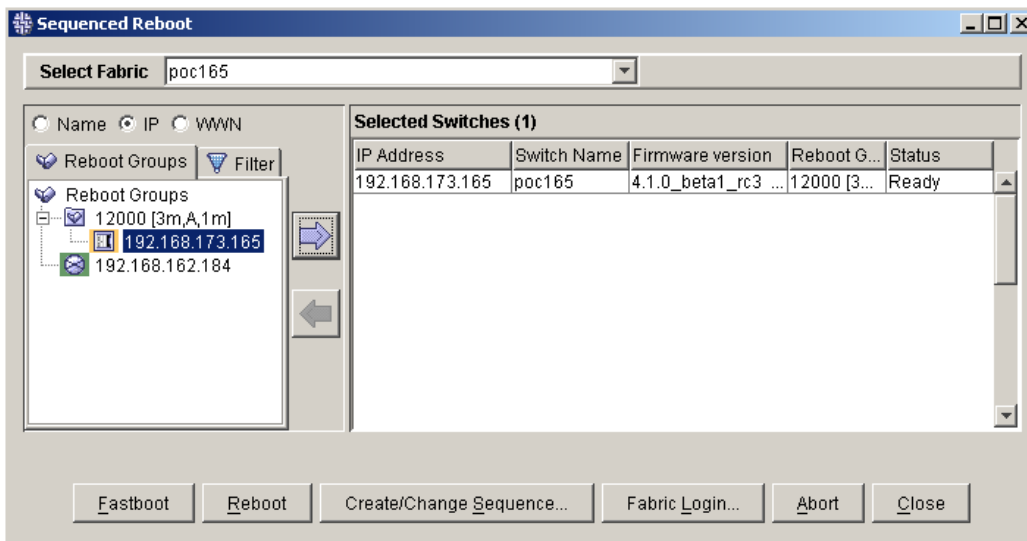 Sequenced Reboot
Select Fabric poc165
Name IP WWN
Reboot Groups Filter
Reboot Groups
12000 [3m,A,1m]
192.168.173.165
192.168.162.184
Selected Switches (1)
IP Address Switch Name Firmware version Reboot G... Status
192.168.173.165 poc165 4.1.0_beta1_rc3 ... 12000 [3... Ready
Fastboot Reboot Create/Change Sequence... Fabric Login... Abort Close